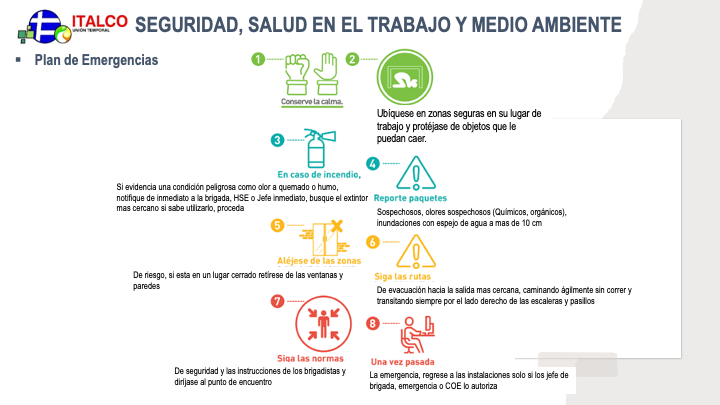 ITALCO
UNIÓN TEMPORAL
SEGURIDAD, SALUD EN EL TRABAJO Y MEDIO AMBIENTE
▪ Plan de Emergencias
1
Conserve la calma.
2
Ubíquese en zonas seguras en su lugar de
trabajo y protéjase de objetos que le
puedan caer.
3
En caso de incendio,
Si evidencia una condición peligrosa como olor a quemado o humo,
notifique de inmediato a la brigada, HSE o Jefe inmediato, busque el extintor
mas cercano si sabe utilizarlo, proceda
4
Reporte paquetes
Sospechosos, olores sospechosos (Químicos, orgánicos),
inundaciones con espejo de agua a mas de 10 cm
5
Aléjese de las zonas
De riesgo, si esta en un lugar cerrado retírese de las ventanas y
paredes
6
Siga las rutas
De evacuación hacia la salida mas cercana, caminando ágilmente sin correr y
transitando siempre por el lado derecho de las escaleras y pasillos
7
Siga las normas
De seguridad y las instrucciones de los brigadistas y
diríjase al punto de encuentro
8
Una vez pasada
La emergencia, regrese a las instalaciones solo si los jefe de
brigada, emergencia o COE lo autoriza